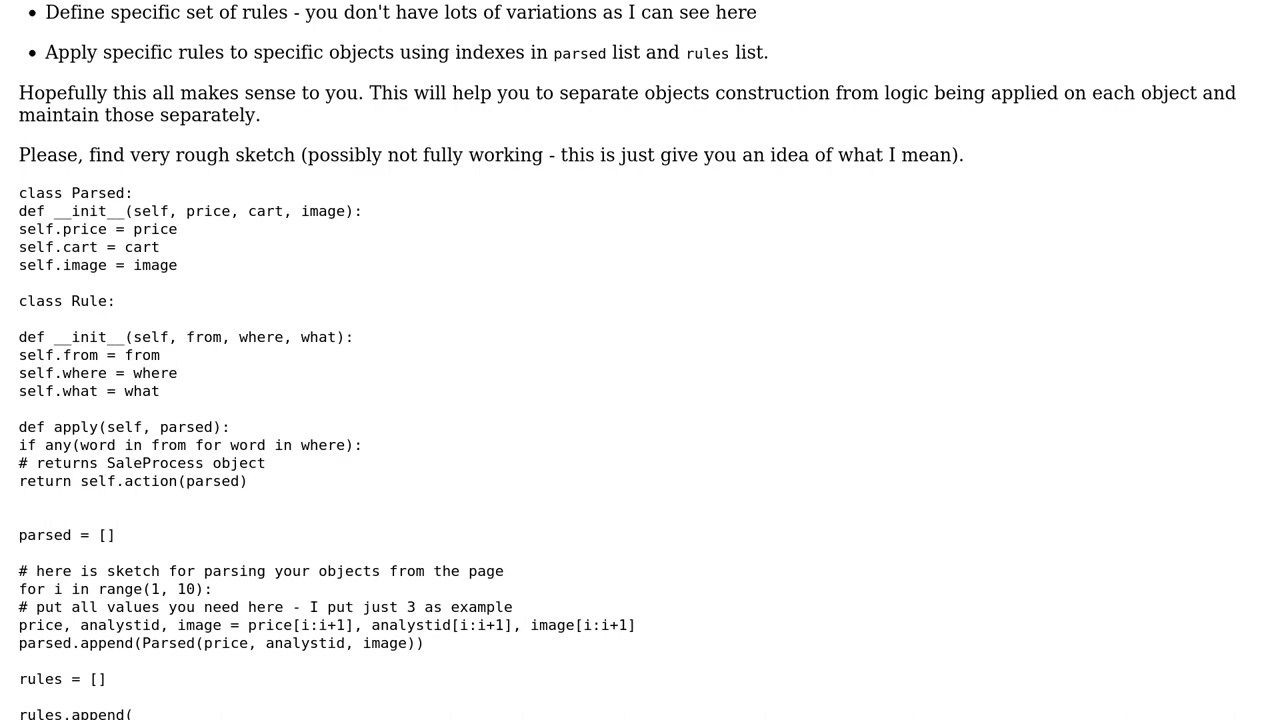 • Define specific set of rules - you don't have lots of variations as I can see here
• Apply specific rules to specific objects using indexes in parsed list and rules list.
Hopefully this all makes sense to you. This will help you to separate objects construction from logic being applied on each object and
maintain those separately.
Please, find very rough sketch (possibly not fully working - this is just give you an idea of what I mean).
class Parsed:
def __init__(self, price, cart, image):
self.price = price
self.cart = cart
self.image = image
class Rule:
def __init__(self, from, where, what):
self.from = from
self.where = where
self.what = what
def apply(self, parsed):
if any(word in from for word in where):
# returns SaleProcess object
return self.action(parsed)
parsed = []
# here is sketch for parsing your objects from the page
for i in range(1, 10):
# put all values you need here - I put just 3 as example
price, analystid, image = price[i:i+1], analystid[i:i+1], image[i:i+1]
parsed.append(Parsed(price, analystid, image))
rules = []
rules.append(